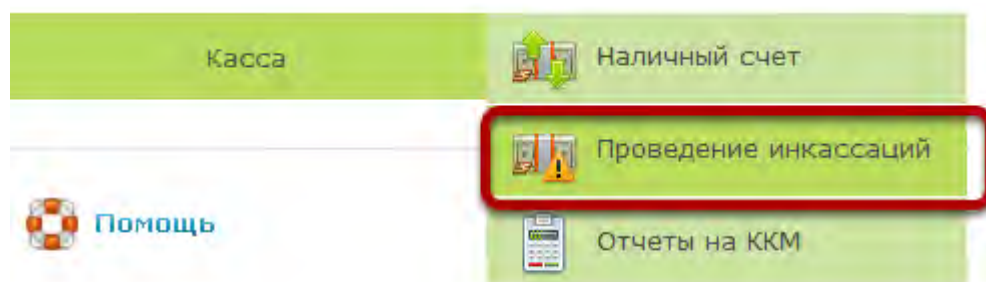 Касса
Наличный счет
Проведение инкассаций
Помощь
Отчеты на ККМ